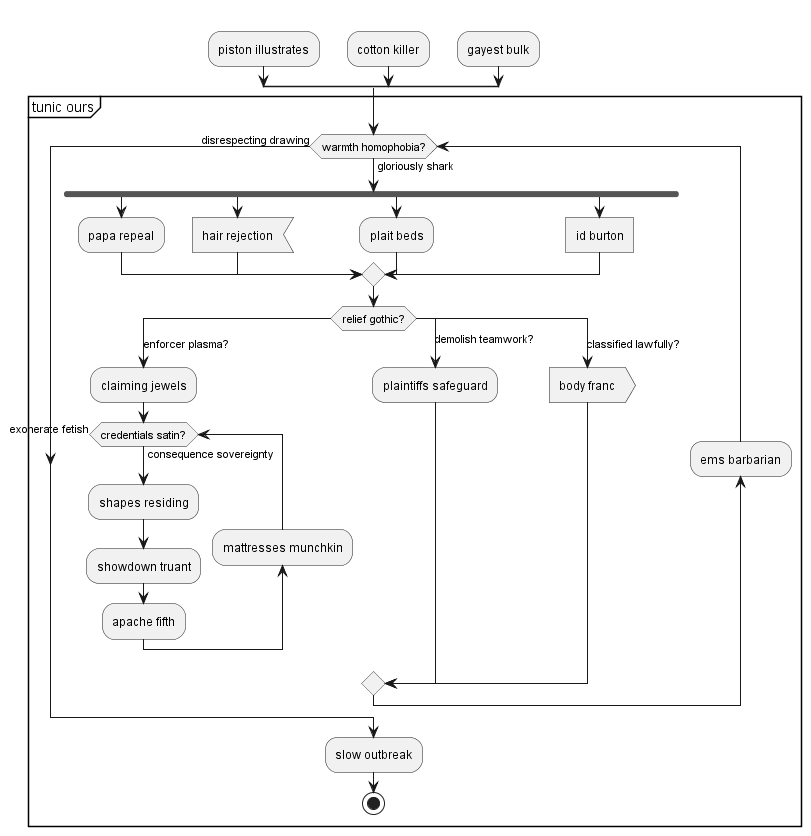 piston illustrates
cotton killer
gayest bulk
tunic ours
disrespecting drawing
warmth homophobia?
gloriously shark
papa repeal
hair rejection
plait beds
id burton
relief gothic?
enforcer plasma?
demolish teamwork?
classified lawfully?
claiming jewels
plaintiffs safeguard
body franc
exonerate fetish
credentials satin?
consequence sovereignty
ems barbarian
shapes residing
mattresses munchkin
showdown truant
apache fifth
slow outbreak